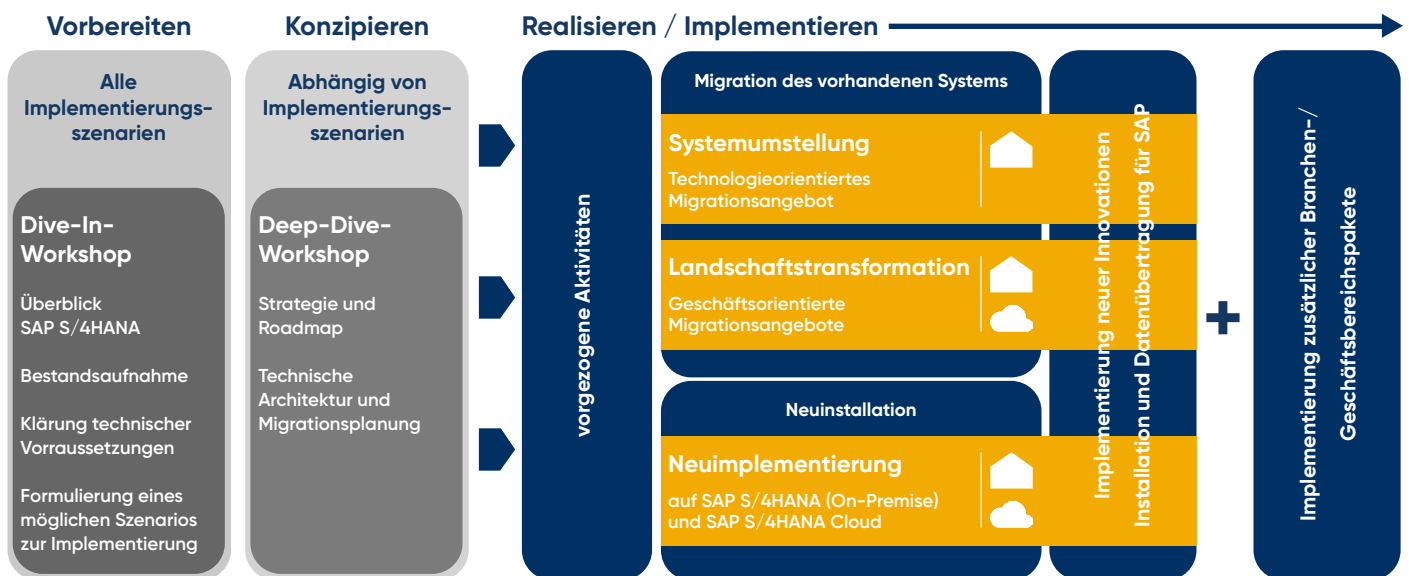 Vorbereiten
Konzipieren
Realisieren / Implementieren
Alle
Implementierungs-
szenarien
Dive-In-
Workshop
Überblick
SAP S/4HANA
Bestandsaufnahme
Klärung technischer
Vorraussetzungen
Formulierung eines
möglichen Szenarios
zur Implementierung
Abhängig von
Implementierungs-
szenarien
Deep-Dive-
Workshop
Strategie und
Roadmap
Technische
Architektur und
Migrationsplanung
vorgezogene Aktivitäten
Migration des vorhandenen Systems
Systemumstellung
Technologieorientiertes
Migrationsangebot
Landschaftstransformation
Geschäftsorientierte
Migrationsangebote
Neuinstallation
Neuimplementierung
auf SAP S/4HANA (On-Premise)
und SAP S/4HANA Cloud
Implementierung neuer Innovationen
Installation und Datenübertragung für SAP
+
Implementierung zusätzlicher Branchen-/
Geschäftsbereichspakete